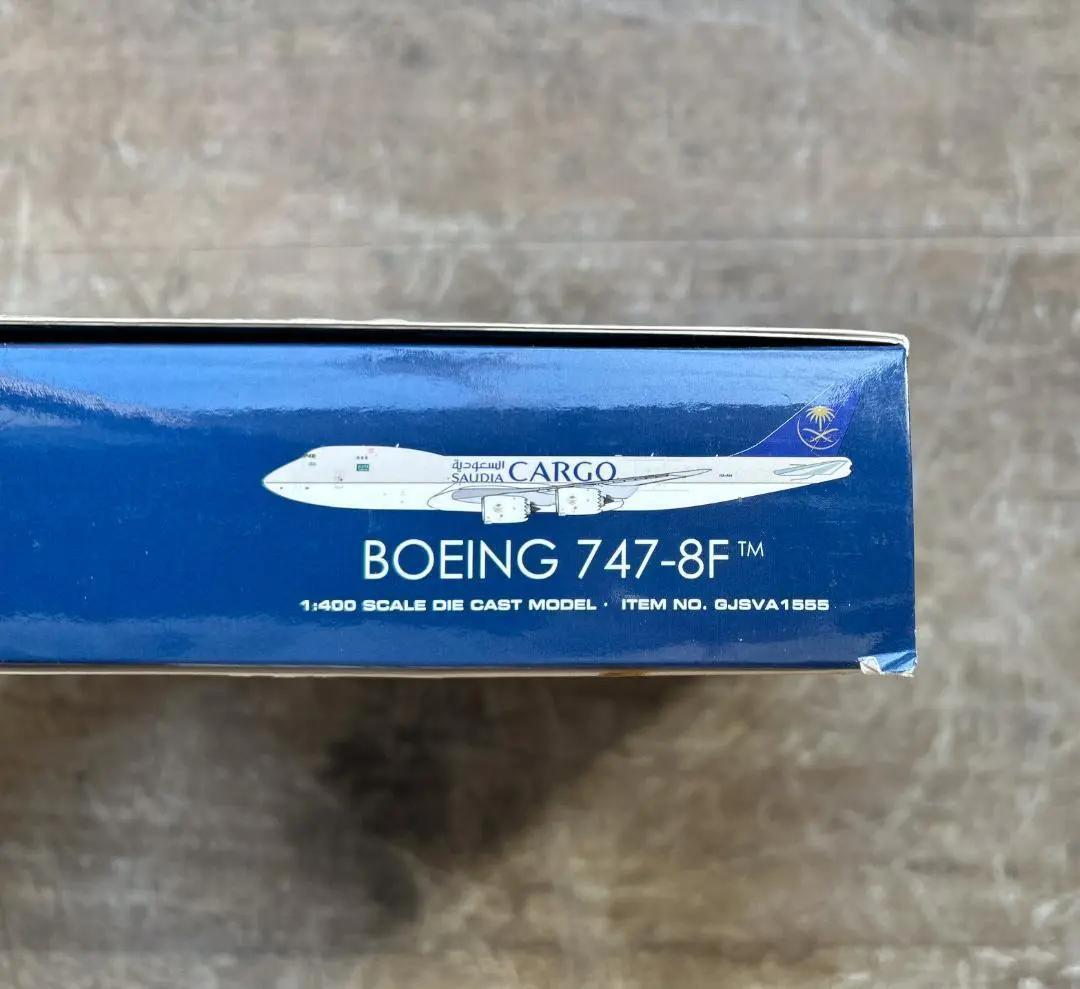 السعودية
SAUDIA CARGO
BOEING 747-8F™
1:400 SCALE DIE CAST MODEL · ITEM NO. GJSVA1555